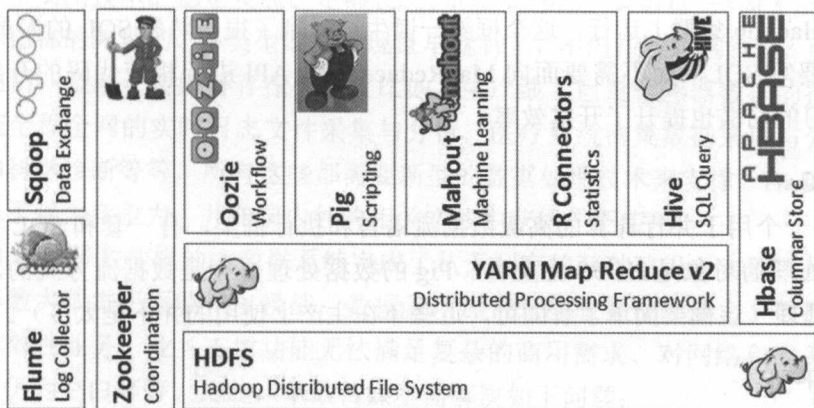 Sqoop
Data Exchange
Flume
Log Collector
Zookeeper
Coordination
OOZIE
Oozie
Workflow
Pig
Scripting
mahout
Mahout
Machine Learning
R Connectors
Statistics
HIVE
Hive
SQL Query
APACHE
HBASE
Hbase
Columnar Store
YARN Map Reduce v2
Distributed Processing Framework
HDFS
Hadoop Distributed File System